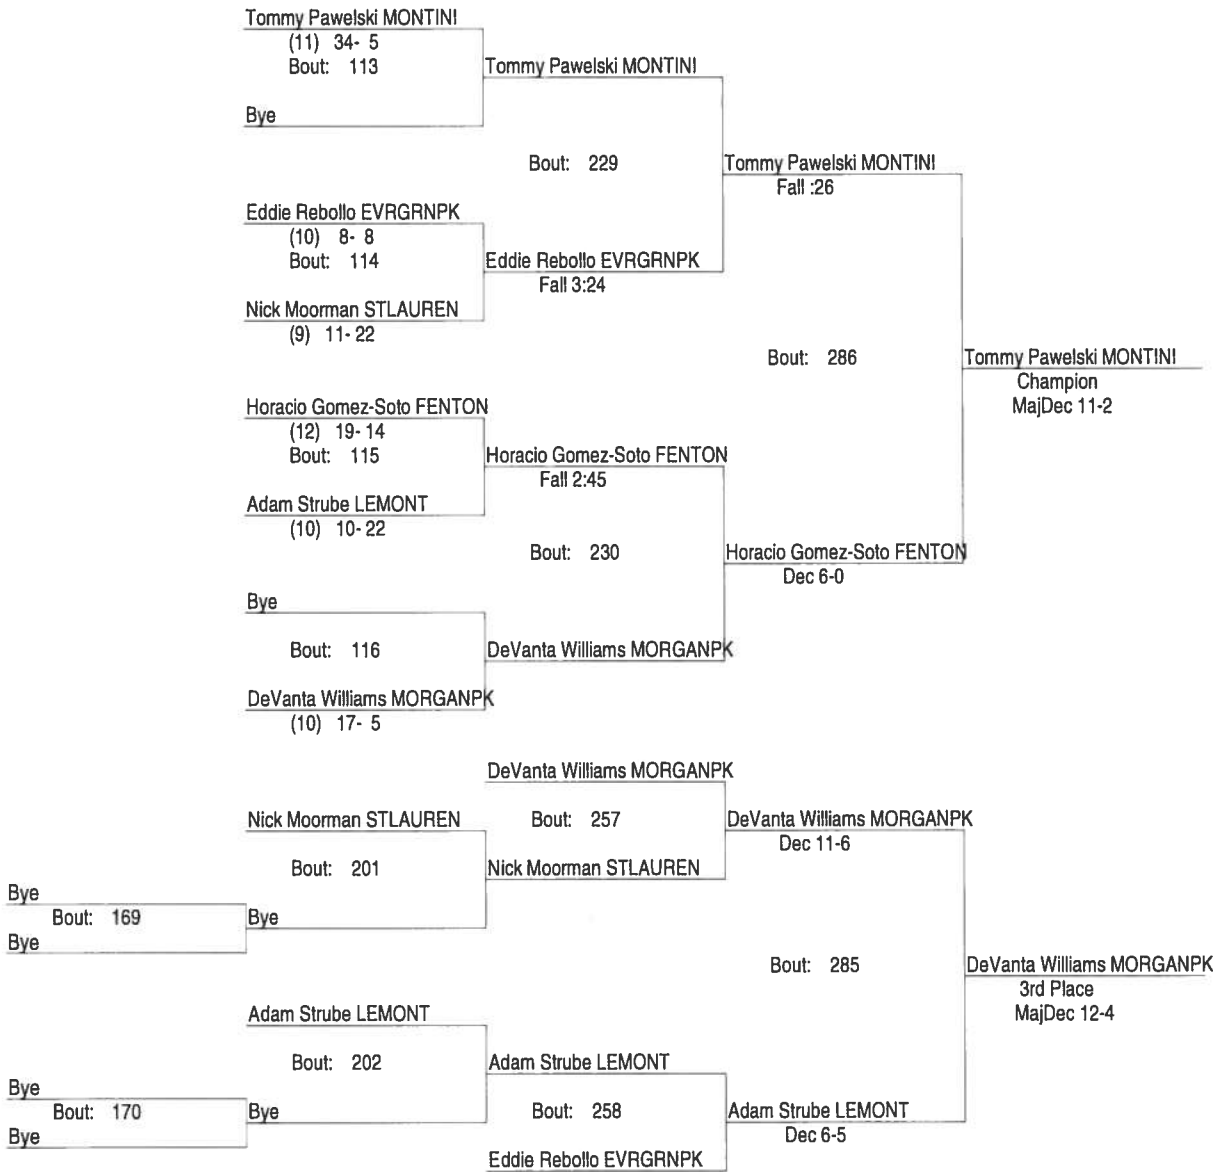 Tommy Pawelski MONTINI
(11) 34- 5
Bout: 113
Tommy Pawelski MONTINI
Bye
Bout: 229
Tommy Pawelski MONTINI
Fall :26
Eddie Rebollo EVRGRNPK
(10) 8- 8
Bout: 114
Eddie Rebollo EVRGRNPK
Fall 3:24
Nick Moorman STLAUREN
(9) 11- 22
Bout: 286
Tommy Pawelski MONTINI
Champion
MajDec 11-2
Horacio Gomez-Soto FENTON
(12) 19- 14
Bout: 115
Horacio Gomez-Soto FENTON
Fall 2:45
Adam Strube LEMONT
(10) 10- 22
Bout: 230
Horacio Gomez-Soto FENTON
Dec 6-0
Bye
Bout: 116
DeVanta Williams MORGANPK
DeVanta Williams MORGANPK
(10) 17- 5
DeVanta Williams MORGANPK
Nick Moorman STLAUREN
Bout: 257
DeVanta Williams MORGANPK
Dec 11-6
Bout: 201
Nick Moorman STLAUREN
Bye
Bout: 169
Bye
Bye
Bout: 285
DeVanta Williams MORGANPK
3rd Place
MajDec 12-4
Adam Strube LEMONT
Bout: 202
Adam Strube LEMONT
Bye
Bout: 170
Bye
Bye
Bout: 258
Adam Strube LEMONT
Dec 6-5
Eddie Rebollo EVRGRNPK